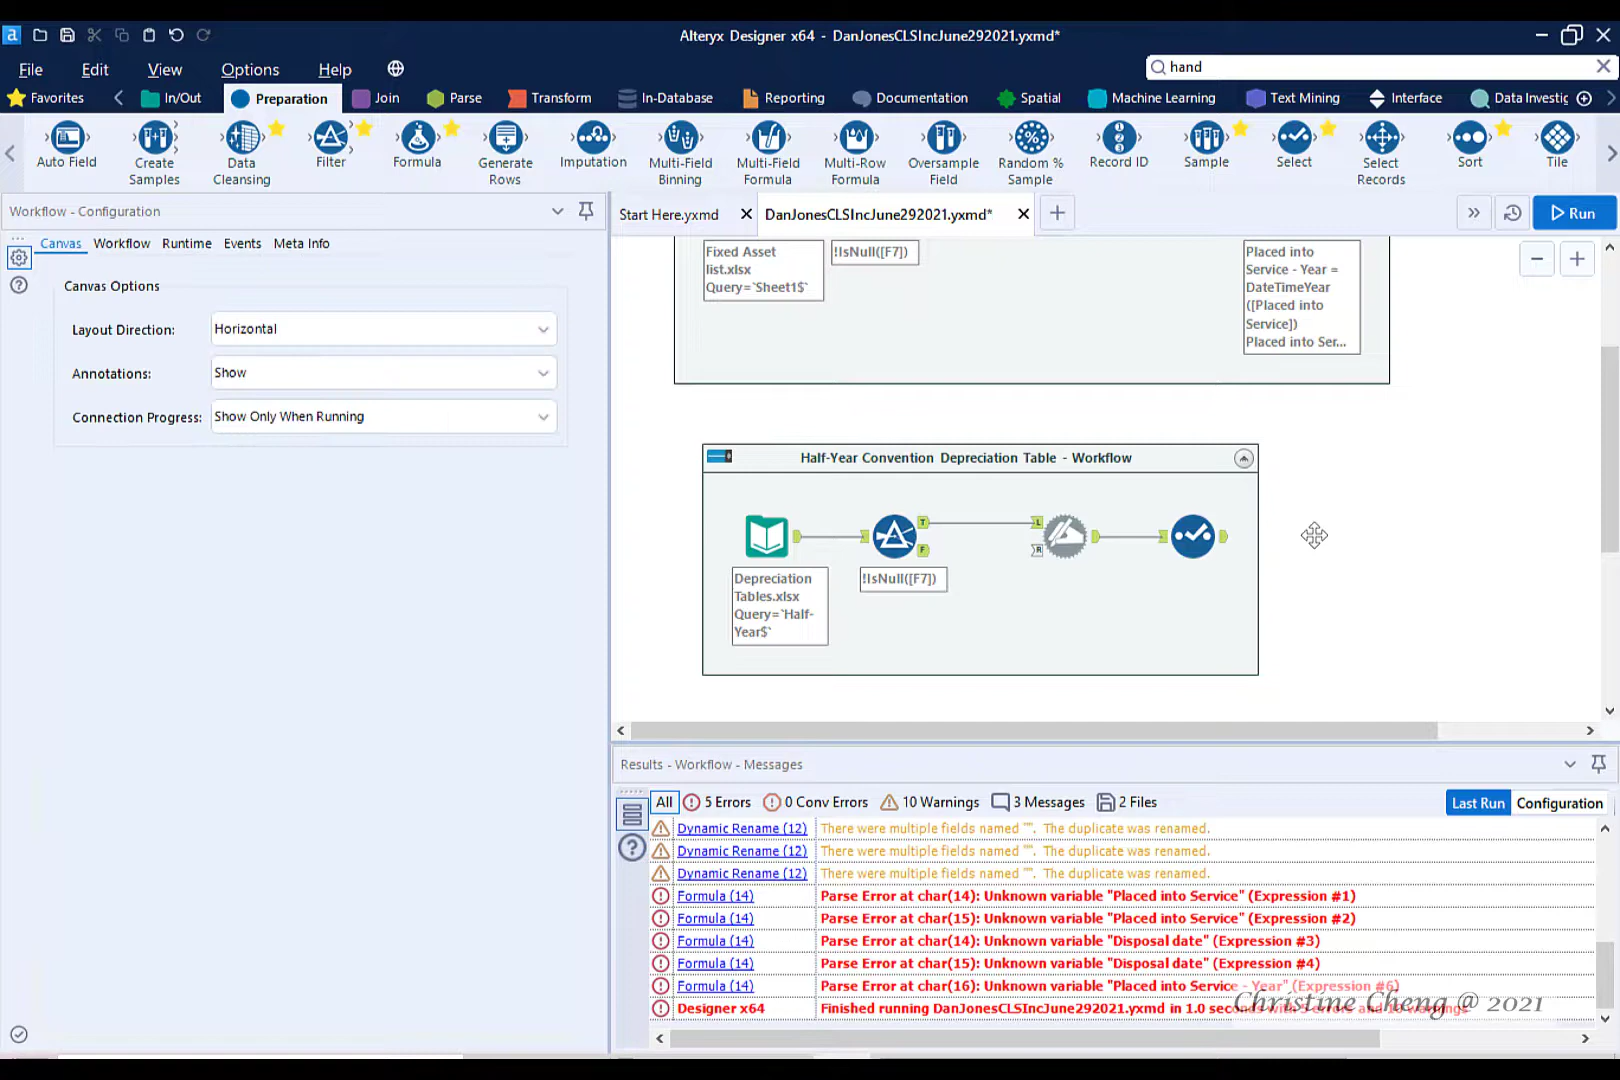 Alteryx Designer x64 - DanJonesCLSIncJune292021.yxmd*
File Edit View Options Help
hand
Favorites In/Out Preparation Join Parse Transform In-Database Reporting Documentation Spatial Machine Learning Text Mining Interface Data Investig
Auto Field
Create Samples
Data Cleansing
Filter
Formula
Generate Rows
Imputation
Multi-Field Binning
Multi-Field Formula
Multi-Row Formula
Oversample Field
Random % Sample
Record ID
Sample
Select
Select Records
Sort
Tile
Workflow - Configuration
Start Here.yxmd
DanJonesCLSIncJune292021.yxmd*
Run
Canvas Workflow Runtime Events Meta Info
Canvas Options
Layout Direction: Horizontal
Annotations: Show
Connection Progress: Show Only When Running
Fixed Asset
list.xlsx
Query=`Sheet1$`
!IsNull([F7])
Placed into
Service - Year =
DateTimeYear
([Placed into
Service])
Placed into Ser...
Half-Year Convention Depreciation Table - Workflow
T
F
L
R
Depreciation
Tables.xlsx
Query=`Half-
Year$`
!IsNull([F7])
Results - Workflow - Messages
All 5 Errors 0 Conv Errors 10 Warnings 3 Messages 2 Files Last Run Configuration
Dynamic Rename (12) There were multiple fields named "". The duplicate was renamed.
Dynamic Rename (12) There were multiple fields named "". The duplicate was renamed.
Dynamic Rename (12) There were multiple fields named "". The duplicate was renamed.
Formula (14) Parse Error at char(14): Unknown variable "Placed into Service" (Expression #1)
Formula (14) Parse Error at char(15): Unknown variable "Placed into Service" (Expression #2)
Formula (14) Parse Error at char(14): Unknown variable "Disposal date" (Expression #3)
Formula (14) Parse Error at char(15): Unknown variable "Disposal date" (Expression #4)
Formula (14) Parse Error at char(16): Unknown variable "Placed into Service - Year" (Expression #6)
Designer x64 Finished running DanJonesCLSIncJune292021.yxmd in 1.0 seconds with 5 errors and 10 warnings
Christine Cheng @ 2021